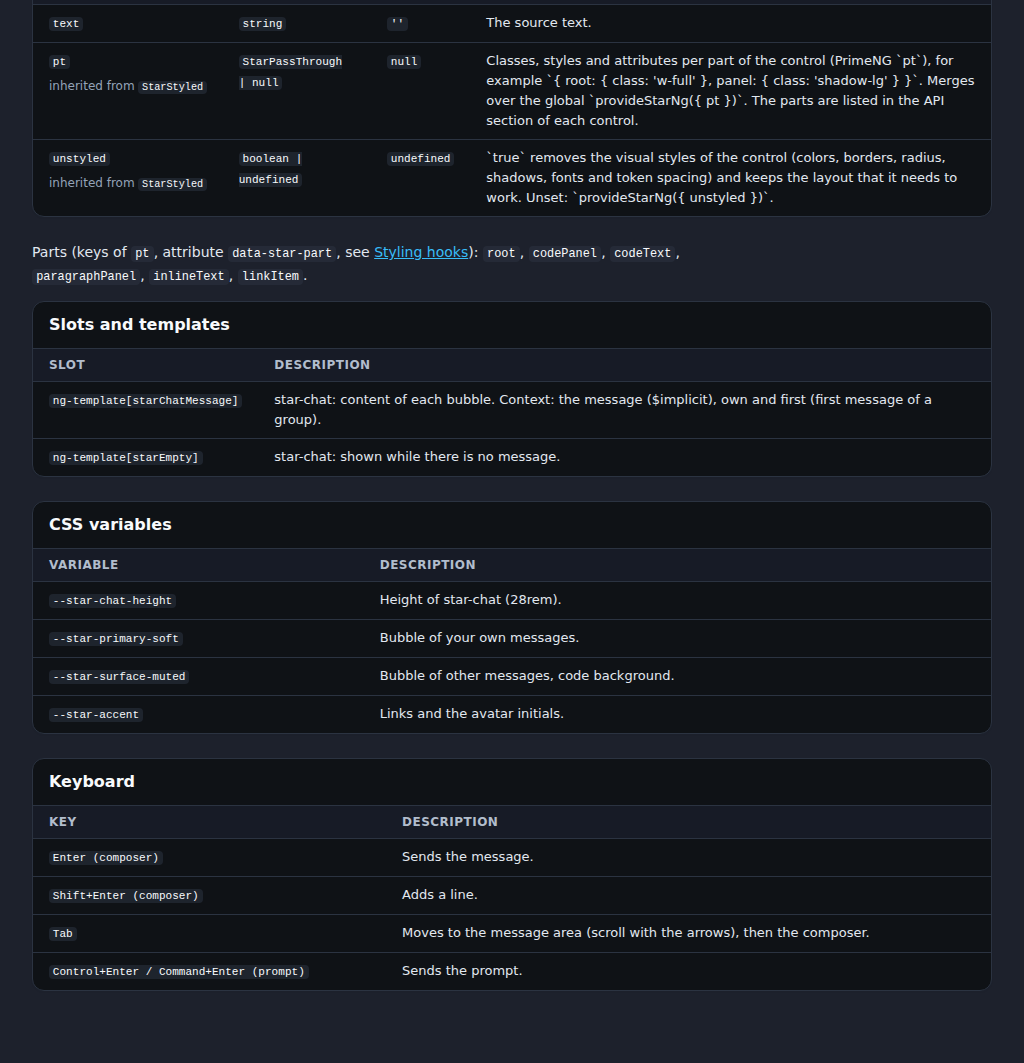 text string '' The source text.
pt StarPassThrough null Classes, styles and attributes per part of the control (PrimeNG `pt`), for
inherited from StarStyled | null example `{ root: { class: 'w-full' }, panel: { class: 'shadow-lg' } }`. Merges
over the global `provideStarNg({ pt })`. The parts are listed in the API
section of each control.
unstyled boolean | undefined `true` removes the visual styles of the control (colors, borders, radius,
inherited from StarStyled undefined shadows, fonts and token spacing) and keeps the layout that it needs to
work. Unset: `provideStarNg({ unstyled })`.
Parts (keys of pt, attribute data-star-part, see Styling hooks): root, codePanel, codeText,
paragraphPanel, inlineText, linkItem.
Slots and templates
SLOT DESCRIPTION
ng-template[starChatMessage] star-chat: content of each bubble. Context: the message ($implicit), own and first (first message of a
group).
ng-template[starEmpty] star-chat: shown while there is no message.
CSS variables
VARIABLE DESCRIPTION
--star-chat-height Height of star-chat (28rem).
--star-primary-soft Bubble of your own messages.
--star-surface-muted Bubble of other messages, code background.
--star-accent Links and the avatar initials.
Keyboard
KEY DESCRIPTION
Enter (composer) Sends the message.
Shift+Enter (composer) Adds a line.
Tab Moves to the message area (scroll with the arrows), then the composer.
Control+Enter / Command+Enter (prompt) Sends the prompt.